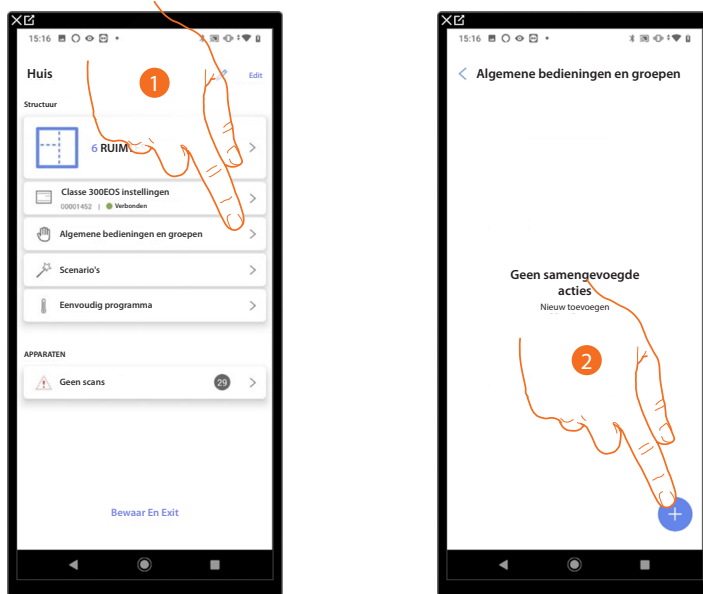 15:16
Huis
Edit
Structuur
1
6 RUIM
Classe 300EOS instellingen
00001452 | Verbonden
Algemene bedieningen en groepen
Scenario's
Eenvoudig programma
APPARATEN
Geen scans
29
Bewaar En Exit
15:16
Algemene bedieningen en groepen
Geen samengevoegde
acties
Nieuw toevoegen
2